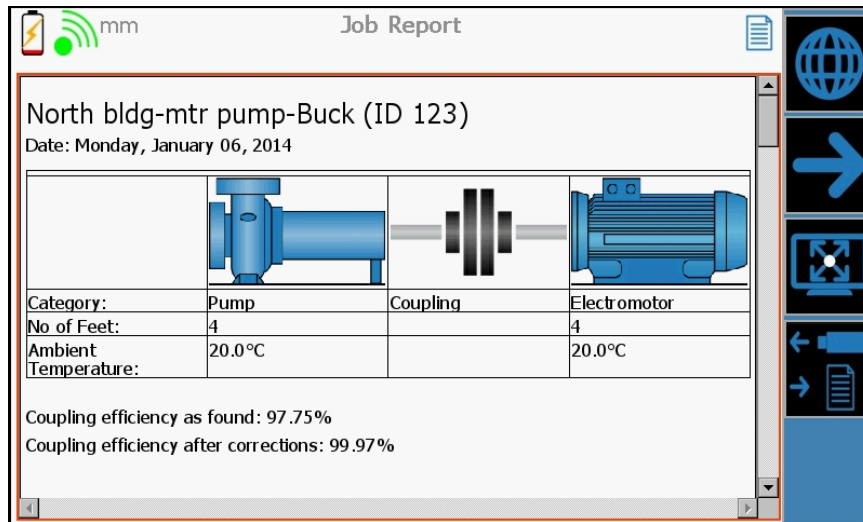 mm
Job Report
North bldg-mtr pump-Buck (ID 123)
Date: Monday, January 06, 2014
Category: Pump Coupling Electromotor
No of Feet: 4 4
Ambient Temperature: 20.0°C 20.0°C
Coupling efficiency as found: 97.75%
Coupling efficiency after corrections: 99.97%